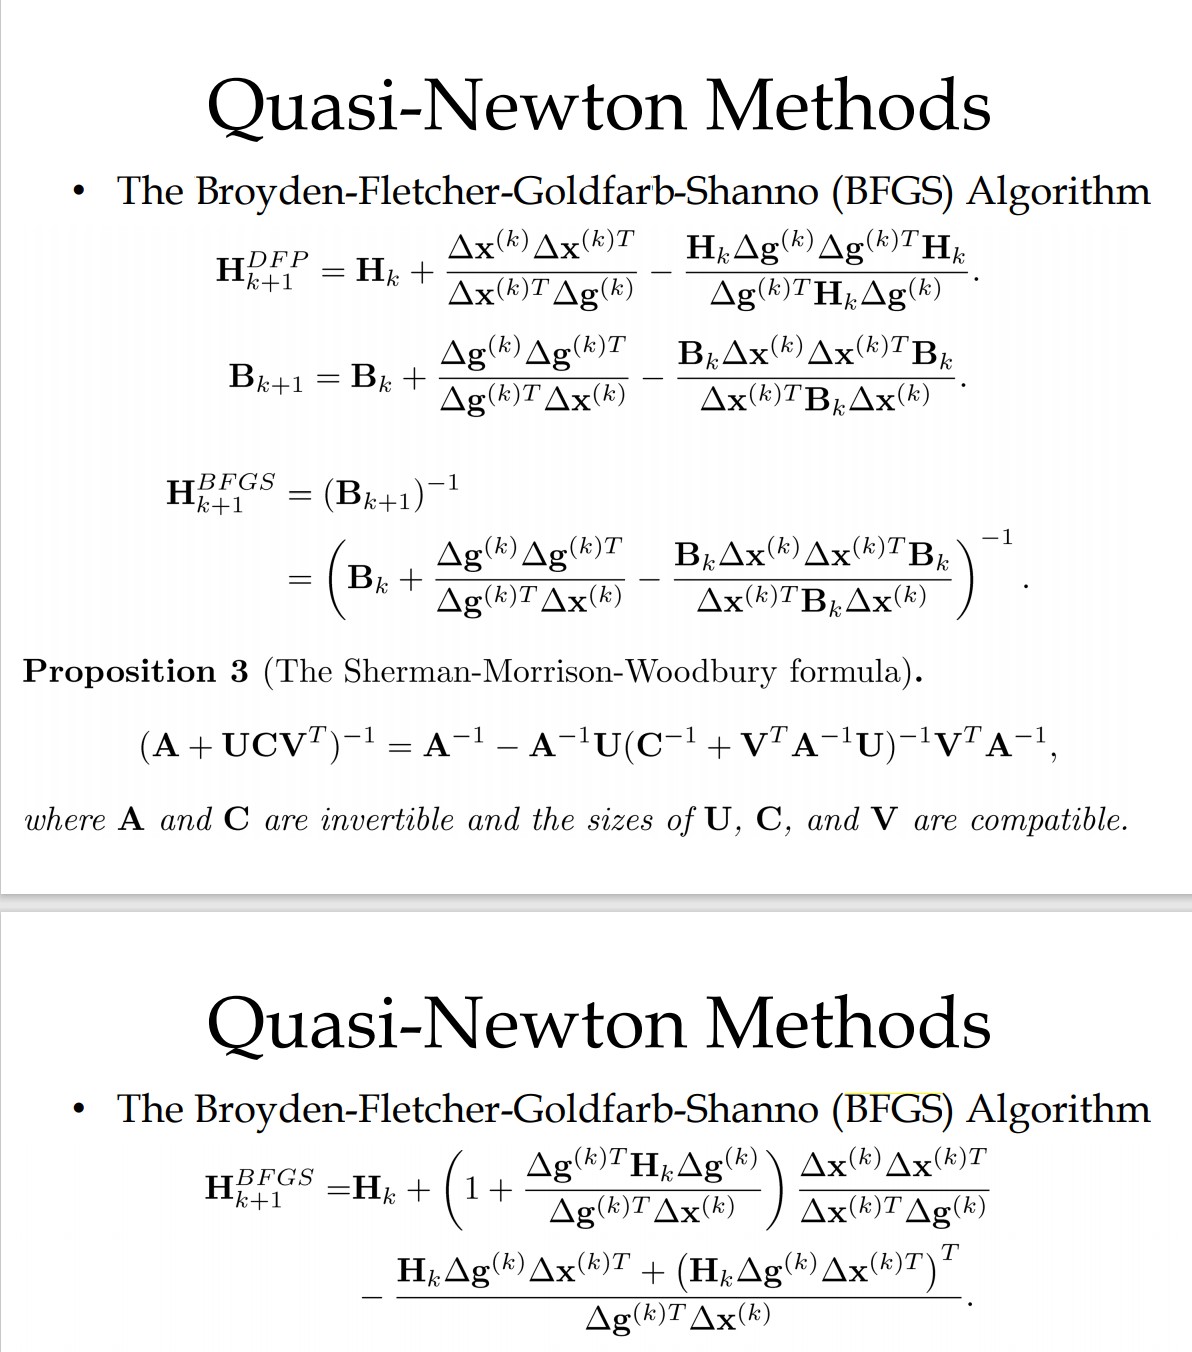 Quasi-Newton Methods
• The Broyden-Fletcher-Goldfarb-Shanno (BFGS) Algorithm
$\mathbf{H}_{k+1}^{DFP} = \mathbf{H}_k + \frac{\Delta\mathbf{x}^{(k)}\Delta\mathbf{x}^{(k)T}}{\Delta\mathbf{x}^{(k)T}\Delta\mathbf{g}^{(k)}} - \frac{\mathbf{H}_k\Delta\mathbf{g}^{(k)}\Delta\mathbf{g}^{(k)T}\mathbf{H}_k}{\Delta\mathbf{g}^{(k)T}\mathbf{H}_k\Delta\mathbf{g}^{(k)}}.$
$\mathbf{B}_{k+1} = \mathbf{B}_k + \frac{\Delta\mathbf{g}^{(k)}\Delta\mathbf{g}^{(k)T}}{\Delta\mathbf{g}^{(k)T}\Delta\mathbf{x}^{(k)}} - \frac{\mathbf{B}_k\Delta\mathbf{x}^{(k)}\Delta\mathbf{x}^{(k)T}\mathbf{B}_k}{\Delta\mathbf{x}^{(k)T}\mathbf{B}_k\Delta\mathbf{x}^{(k)}}.$
$\mathbf{H}_{k+1}^{BFGS} = (\mathbf{B}_{k+1})^{-1}$
$= \left(\mathbf{B}_k + \frac{\Delta\mathbf{g}^{(k)}\Delta\mathbf{g}^{(k)T}}{\Delta\mathbf{g}^{(k)T}\Delta\mathbf{x}^{(k)}} - \frac{\mathbf{B}_k\Delta\mathbf{x}^{(k)}\Delta\mathbf{x}^{(k)T}\mathbf{B}_k}{\Delta\mathbf{x}^{(k)T}\mathbf{B}_k\Delta\mathbf{x}^{(k)}}\right)^{-1}.$
Proposition 3 (The Sherman-Morrison-Woodbury formula).
$(\mathbf{A} + \mathbf{U}\mathbf{C}\mathbf{V}^T)^{-1} = \mathbf{A}^{-1} - \mathbf{A}^{-1}\mathbf{U}(\mathbf{C}^{-1} + \mathbf{V}^T\mathbf{A}^{-1}\mathbf{U})^{-1}\mathbf{V}^T\mathbf{A}^{-1},$
where A and C are invertible and the sizes of U, C, and V are compatible.
Quasi-Newton Methods
• The Broyden-Fletcher-Goldfarb-Shanno (BFGS) Algorithm
$\mathbf{H}_{k+1}^{BFGS} = \mathbf{H}_k + \left(1 + \frac{\Delta\mathbf{g}^{(k)T}\mathbf{H}_k\Delta\mathbf{g}^{(k)}}{\Delta\mathbf{g}^{(k)T}\Delta\mathbf{x}^{(k)}}\right) \frac{\Delta\mathbf{x}^{(k)}\Delta\mathbf{x}^{(k)T}}{\Delta\mathbf{x}^{(k)T}\Delta\mathbf{g}^{(k)}}$
$- \frac{\mathbf{H}_k\Delta\mathbf{g}^{(k)}\Delta\mathbf{x}^{(k)T} + \left(\mathbf{H}_k\Delta\mathbf{g}^{(k)}\Delta\mathbf{x}^{(k)T}\right)^T}{\Delta\mathbf{g}^{(k)T}\Delta\mathbf{x}^{(k)}}.$